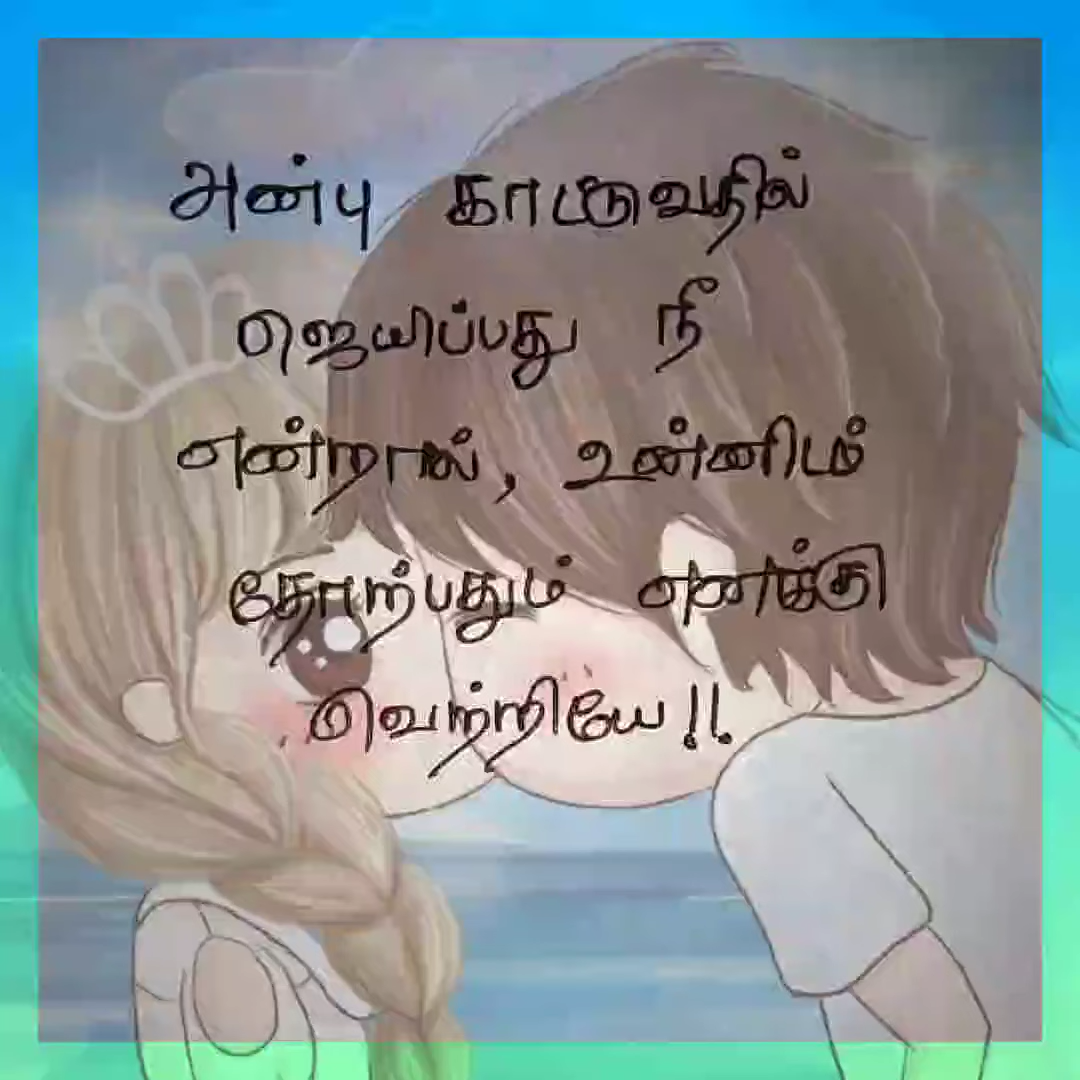 அன்பு காட்டுவதில்
ஜெயிப்பது நீ
என்றால், உன்னிடம்
தோற்பதும் எனக்கு
வெற்றியே!!